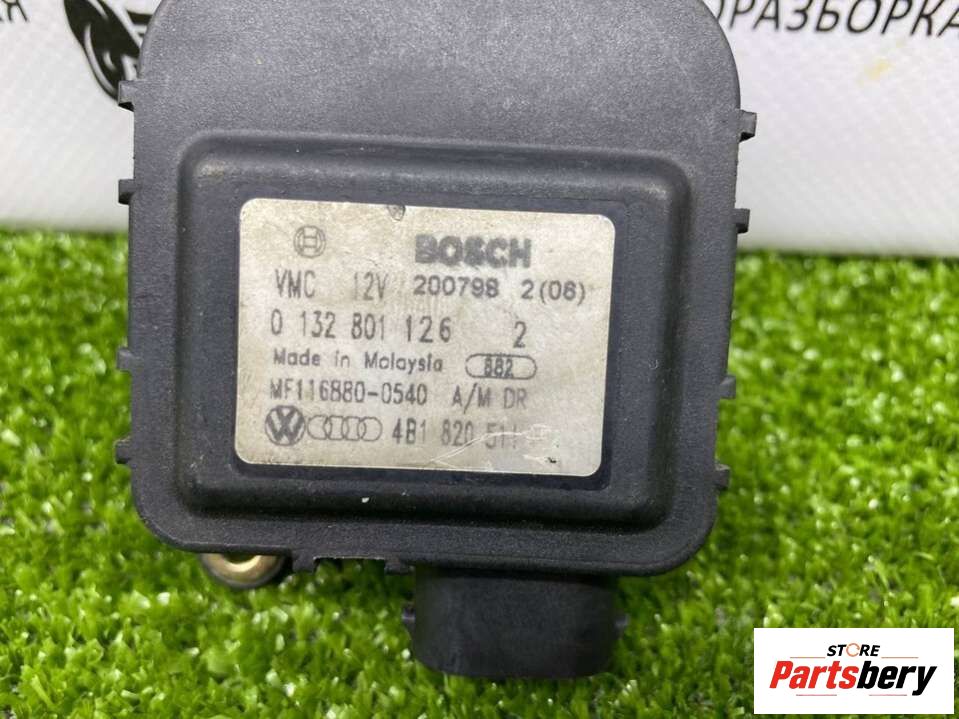 ОРАЗБОРКА
BOSCH
VMC 12V 200798 2(06)
0 132 801 126 2
Made in Malaysia 882
MF116880-0540 A/M DR
4B1 820 511
STORE
Partsbery